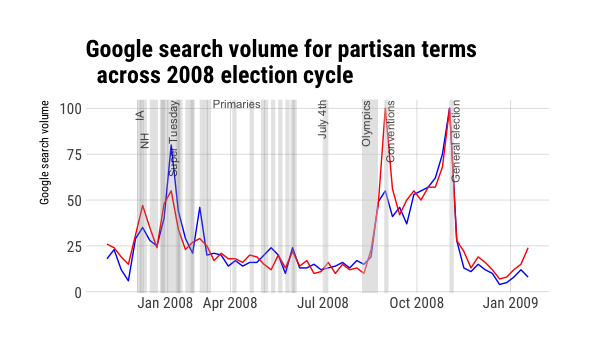 Google search volume for partisan terms
across 2008 election cycle
Google search volume
100
75
50
25
0
IA
NH
Super Tuesday
Primaries
July 4th
Olympics
Conventions
General election
Jan 2008
Apr 2008
Jul 2008
Oct 2008
Jan 2009